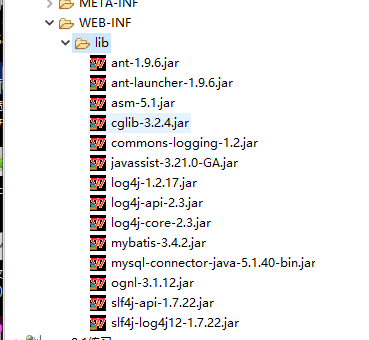 META-INF
WEB-INF
lib
ant-1.9.6.jar
ant-launcher-1.9.6.jar
asm-5.1.jar
cglib-3.2.4.jar
commons-logging-1.2.jar
javassist-3.21.0-GA.jar
log4j-1.2.17.jar
log4j-api-2.3.jar
log4j-core-2.3.jar
mybatis-3.4.2.jar
mysql-connector-java-5.1.40-bin.jar
ognl-3.1.12.jar
slf4j-api-1.7.22.jar
slf4j-log4j12-1.7.22.jar